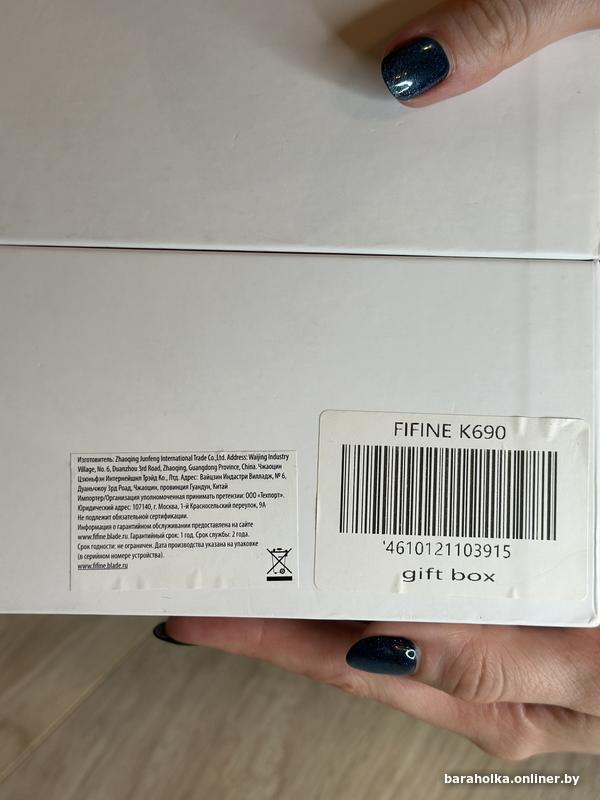 FIFINE K690
4610121103915
gift box
Изготовитель: Zhaoqing Junfeng International Trade Co.,Ltd. Address: Waijing Industry
Village, No. 6, Duanzhou 3rd Road, Zhaoqing, Guangdong Province, China. Чжаоцин
Цзюньфэн Интернейшнл Трэйд Ко., Лтд. Адрес: Вайцзин Индастри Вилладж, № 6,
Дуаньчжоу 3рд Роад, Чжаоцин, провинция Гуандун, Китай
Импортер/Организация уполномоченная принимать претензии: ООО «Техпорт».
Юридический адрес: 107140, г. Москва, 1-й Красносельский переулок, 9А
Не подлежит обязательной сертификации.
Информация о гарантийном обслуживании предоставлена на сайте
www.fifine.blade.ru. Гарантийный срок: 1 год. Срок службы: 2 года.
Срок годности: не ограничен. Дата производства указана на упаковке
(в серийном номере устройства).
www.fifine.blade.ru
baraholka.onliner.by